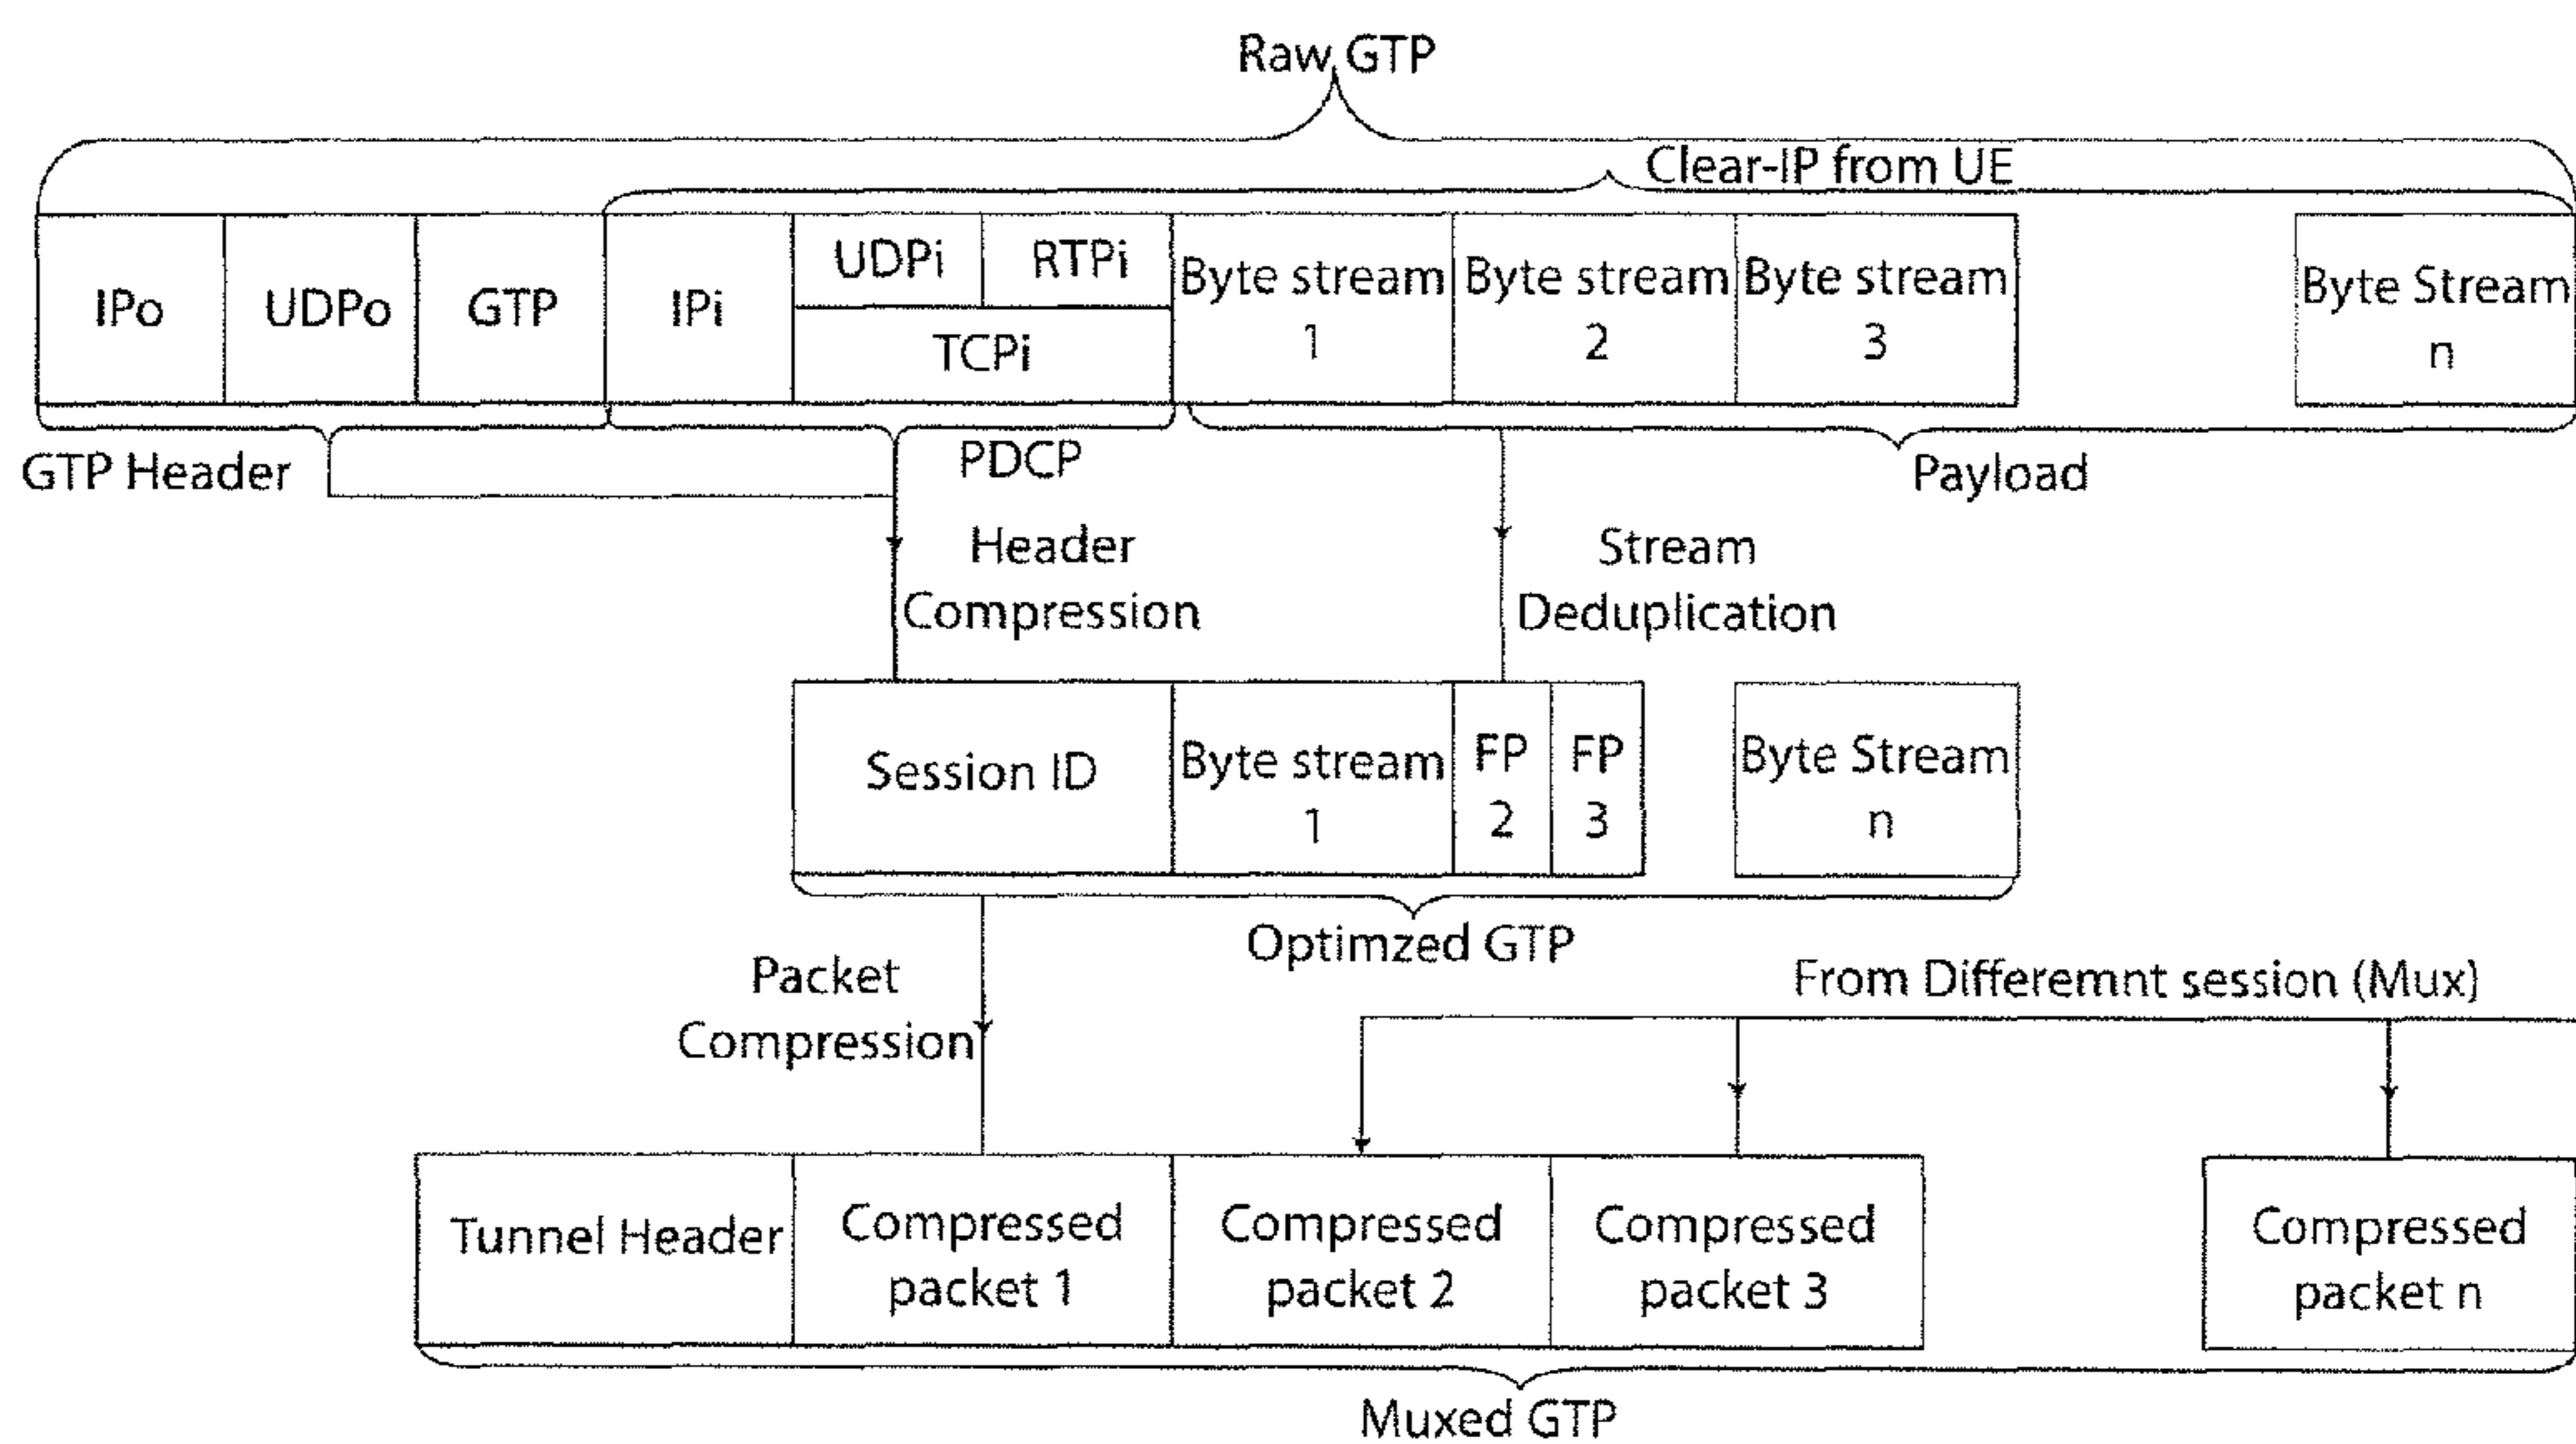 Raw GTP
Clear-IP from UE
IPo
UDPo
GTP
IPi
UDPi
RTPi
TCPi
Byte stream
1
Byte stream
2
Byte stream
3
Byte Stream
n
GTP Header
PDCP
Payload
Header
Compression
Stream
Deduplication
Session ID
Byte stream
1
FP
2
FP
3
Byte Stream
n
Optimzed GTP
Packet
Compression
From Differemnt session (Mux)
Tunnel Header
Compressed
packet 1
Compressed
packet 2
Compressed
packet 3
Compressed
packet n
Muxed GTP